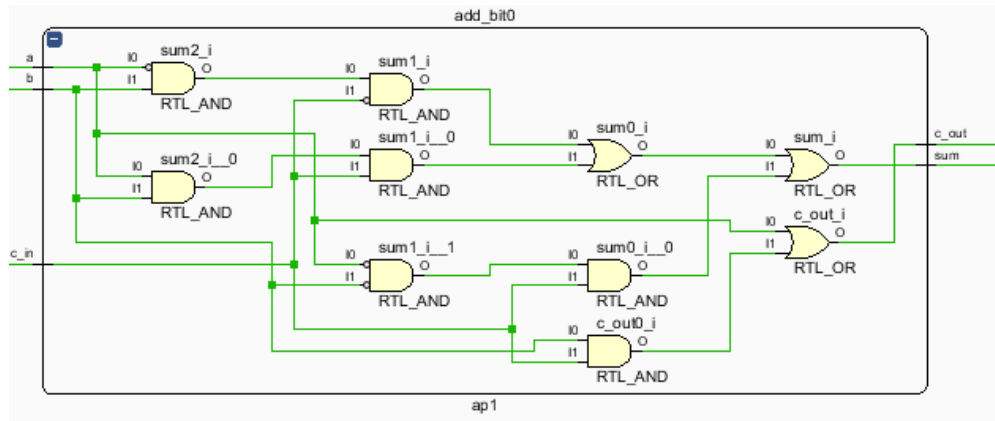 add_bit0
a
b
c_in
I0
I1
sum2_i
O
RTL_AND
I0
I1
sum2_i__0
O
RTL_AND
I0
I1
sum1_i
O
RTL_AND
I0
I1
sum1_i__0
O
RTL_AND
I0
I1
sum1_i__1
O
RTL_AND
I0
I1
sum0_i
O
RTL_OR
I0
I1
sum0_i__0
O
RTL_AND
I0
I1
c_out0_i
O
RTL_AND
I0
I1
sum_i
O
RTL_OR
I0
I1
c_out_i
O
RTL_OR
c_out
sum
ap1